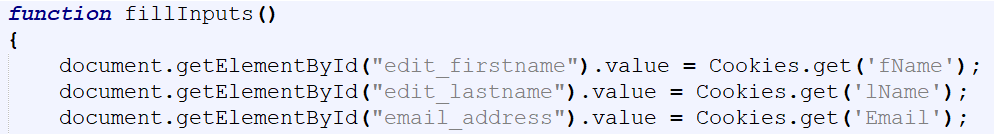 function fillInputs()
{
document.getElementById("edit_firstname").value = Cookies.get('fName');
document.getElementById("edit_lastname").value = Cookies.get('lName');
document.getElementById("email_address").value = Cookies.get('Email');